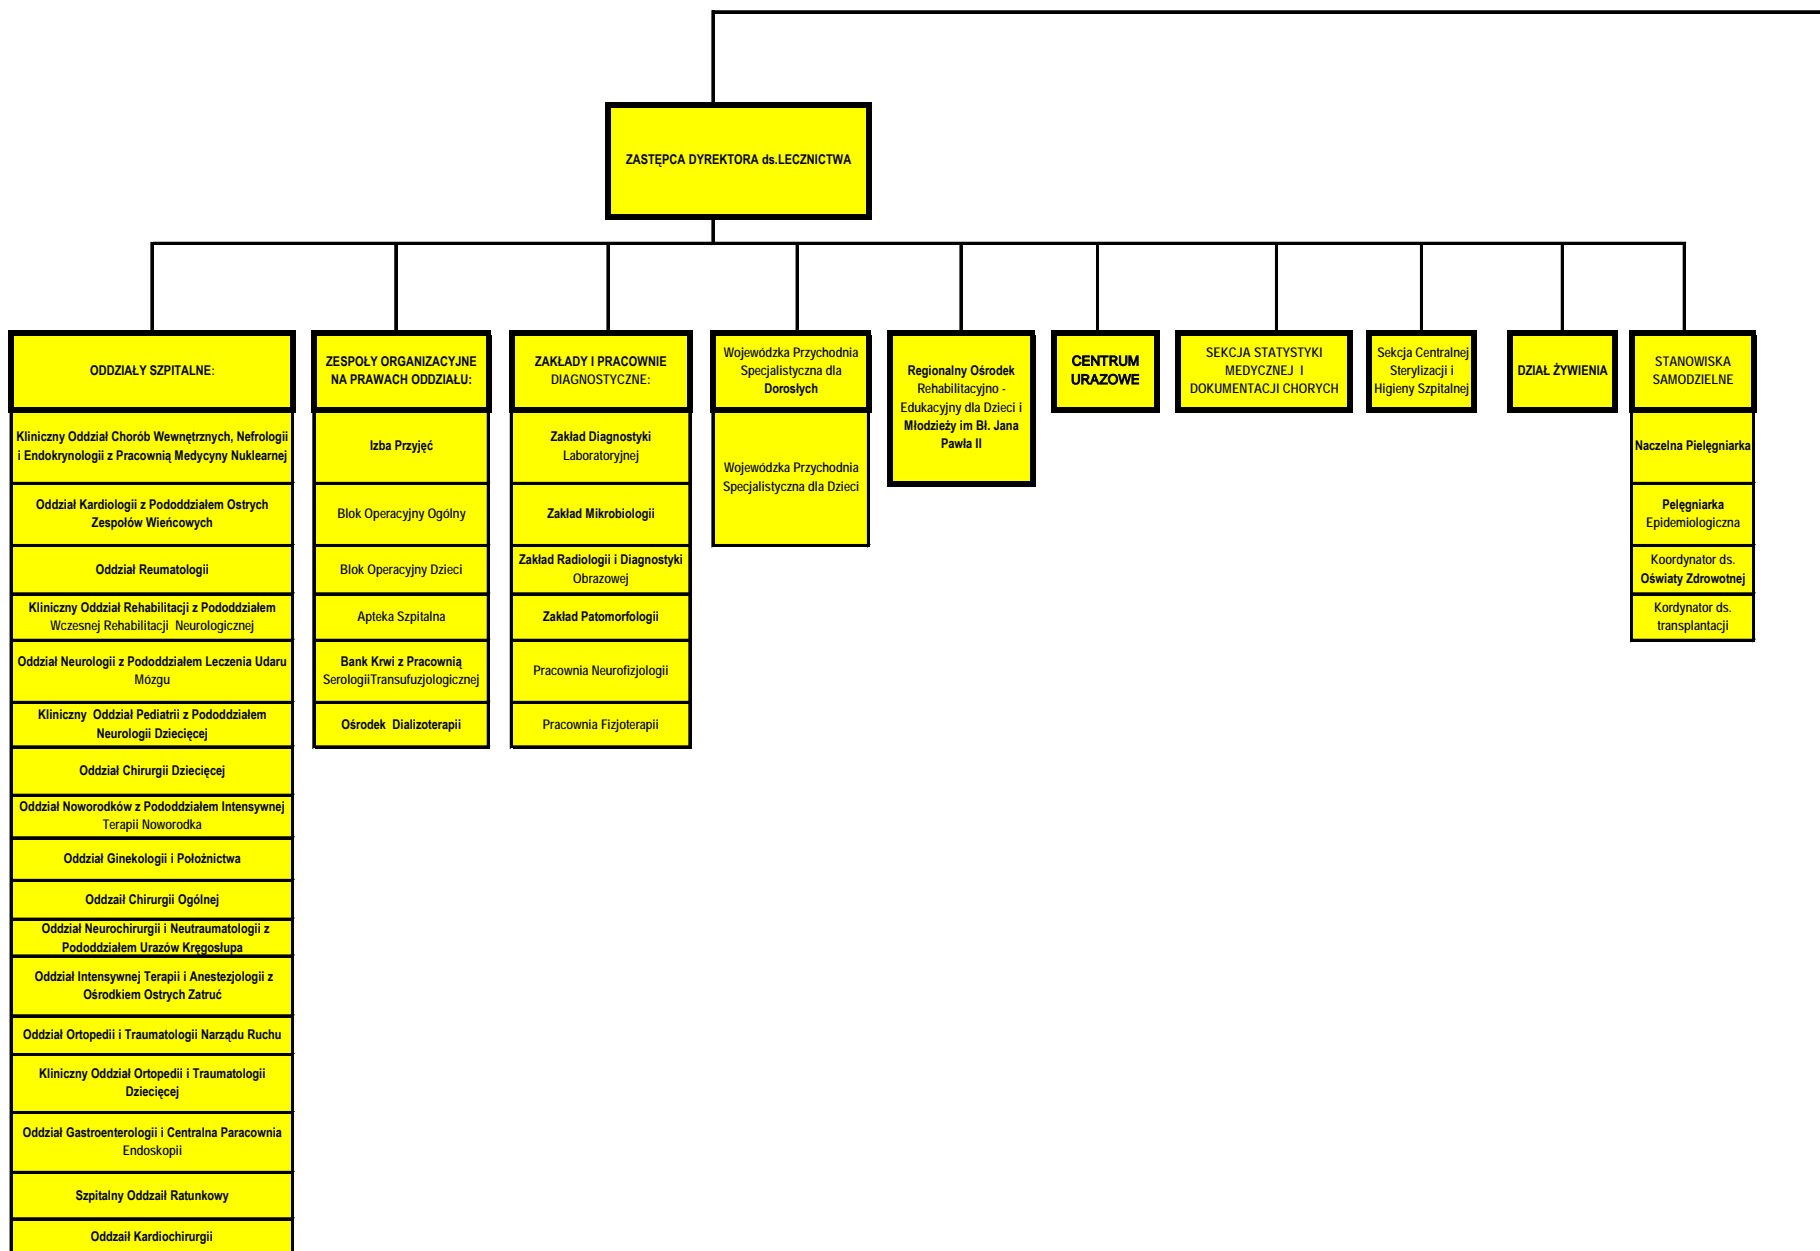 ZASTĘPCA DYREKTORA ds.LECZNICTWA
ODDZIAŁY SZPITALNE:
Kliniczny Oddział Chorób Wewnętrznych, Nefrologii
i Endokrynologii z Pracownią Medycyny Nuklearnej
Oddział Kardiologii z Pododdziałem Ostrych
Zespołów Wieńcowych
Oddział Reumatologii
Kliniczny Oddział Rehabilitacji z Pododdziałem
Wczesnej Rehabilitacji Neurologicznej
Oddział Neurologii z Pododdziałem Leczenia Udaru
Mózgu
Kliniczny Oddział Pediatrii z Pododdziałem
Neurologii Dziecięcej
Oddział Chirurgii Dziecięcej
Oddział Noworodków z Pododdziałem Intensywnej
Terapii Noworodka
Oddział Ginekologii i Położnictwa
Oddzaił Chirurgii Ogólnej
Oddział Neurochirurgii i Neutraumatologii z
Pododdziałem Urazów Kręgosłupa
Oddział Intensywnej Terapii i Anestezjologii z
Ośrodkiem Ostrych Zatruć
Oddział Ortopedii i Traumatologii Narządu Ruchu
Kliniczny Oddział Ortopedii i Traumatologii
Dziecięcej
Oddział Gastroenterologii i Centralna Paracownia
Endoskopii
Szpitalny Oddzaił Ratunkowy
Oddzaił Kardiochirurgii
ZESPOŁY ORGANIZACYJNE
NA PRAWACH ODDZIAŁU:
Izba Przyjęć
Blok Operacyjny Ogólny
Blok Operacyjny Dzieci
Apteka Szpitalna
Bank Krwi z Pracownią
SerologiiTransufuzjologicznej
Ośrodek Dializoterapii
ZAKŁADY I PRACOWNIE
DIAGNOSTYCZNE:
Zakład Diagnostyki
Laboratoryjnej
Zakład Mikrobiologii
Zakład Radiologii i Diagnostyki
Obrazowej
Zakład Patomorfologii
Pracownia Neurofizjologii
Pracownia Fizjoterapii
Wojewódzka Przychodnia
Specjalistyczna dla
Dorosłych
Wojewódzka Przychodnia
Specjalistyczna dla Dzieci
Regionalny Ośrodek
Rehabilitacyjno -
Edukacyjny dla Dzieci i
Młodzieży im Bł. Jana
Pawła II
CENTRUM
URAZOWE
SEKCJA STATYSTYKI
MEDYCZNEJ I
DOKUMENTACJI CHORYCH
Sekcja Centralnej
Sterylizacji i
Higieny Szpitalnej
DZIAŁ ŻYWIENIA
STANOWISKA
SAMODZIELNE
Naczelna Pielęgniarka
Pelęgniarka
Epidemiologiczna
Koordynator ds.
Oświaty Zdrowotnej
Kordynator ds.
transplantacji